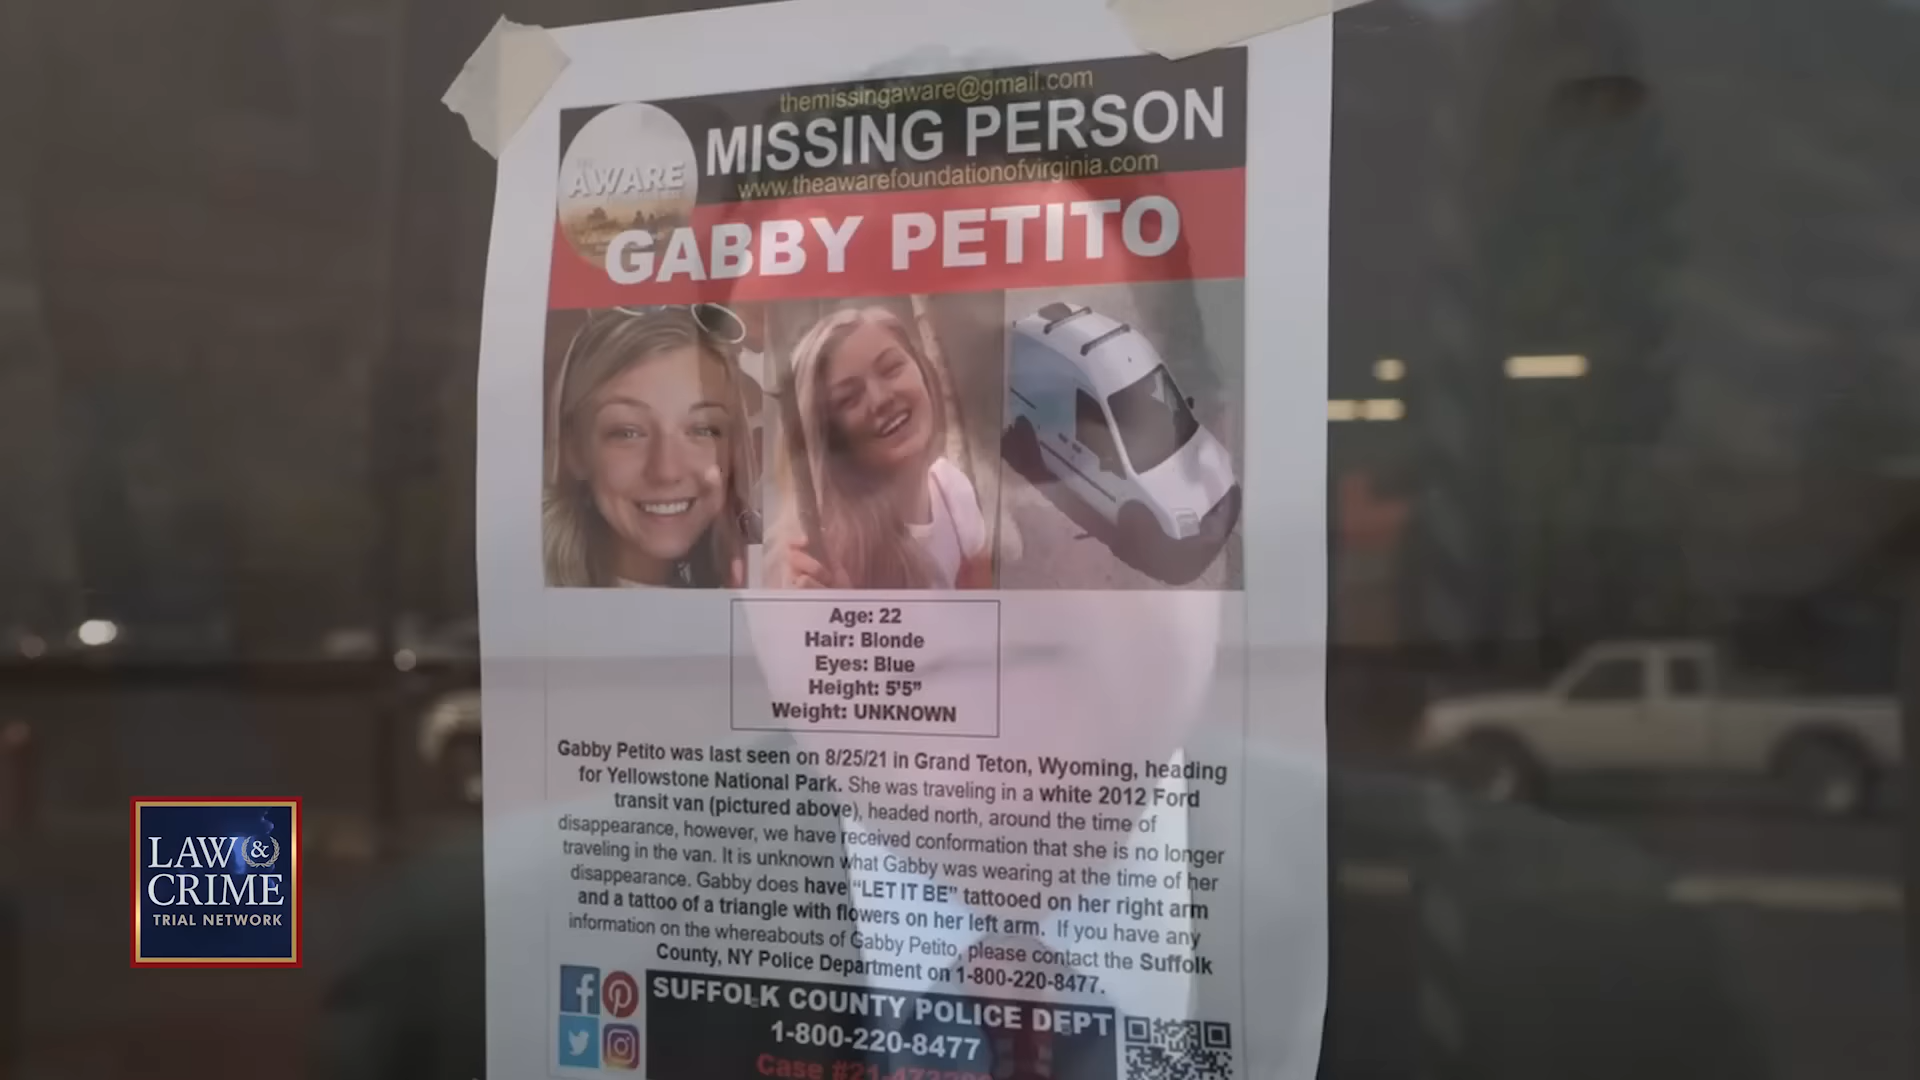 themissingaware@gmail.com
MISSING PERSON
www.theawarefoundationofvirginia.com
AWARE
GABBY PETITO
Age: 22
Hair: Blonde
Eyes: Blue
Height: 5'5”
Weight: UNKNOWN
Gabby Petito was last seen on 8/25/21 in Grand Teton, Wyoming, heading
for Yellowstone National Park. She was traveling in a white 2012 Ford
transit van (pictured above), headed north, around the time of
disappearance, however, we have received conformation that she is no longer
traveling in the van. It is unknown what Gabby was wearing at the time of her
disappearance. Gabby does have “LET IT BE” tattooed on her right arm
and a tattoo of a triangle with flowers on her left arm. If you have any
information on the whereabouts of Gabby Petito, please contact the Suffolk
County, NY Police Department on 1-800-220-8477.
SUFFOLK COUNTY POLICE DEPT
1-800-220-8477
Case
LAW &
CRIME
TRIAL NETWORK